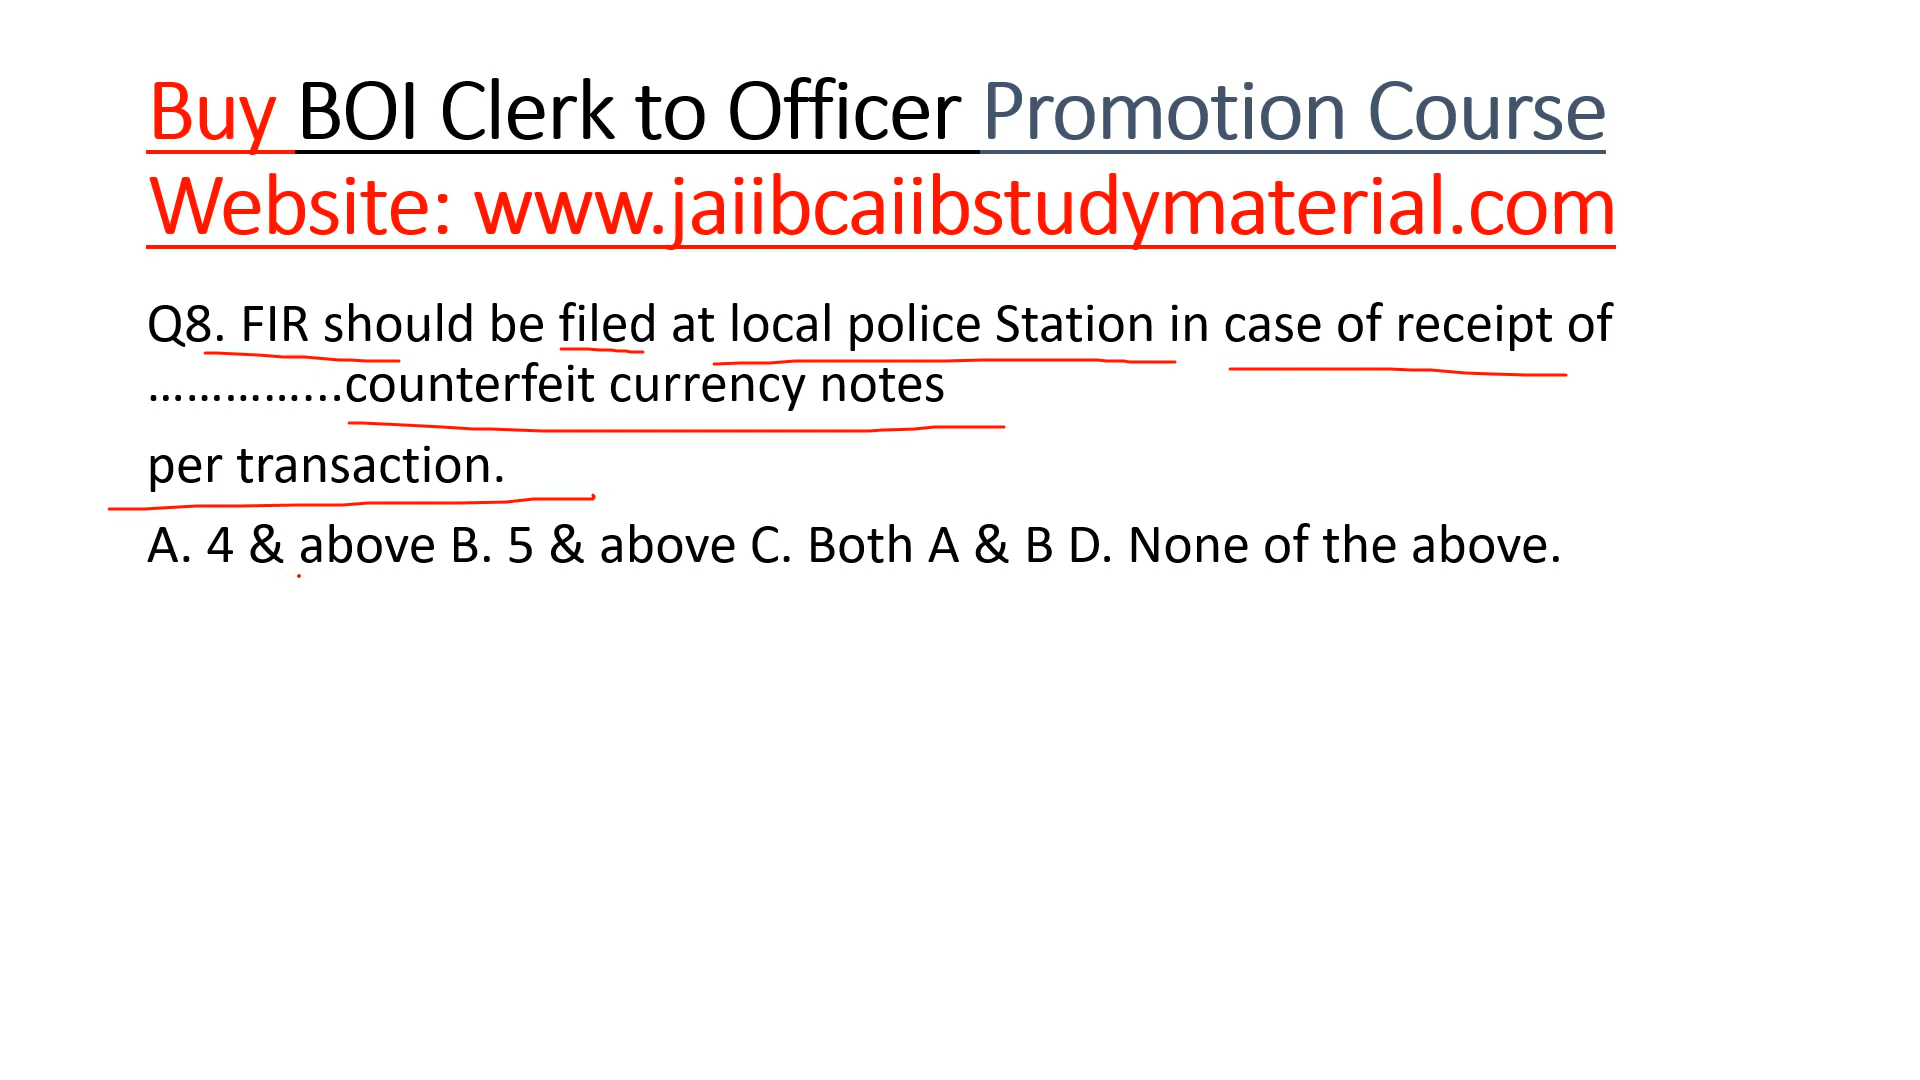 Buy BOI Clerk to Officer Promotion Course
Website: www.jaiibcaiibstudymaterial.com
Q8. FIR should be filed at local police Station in case of receipt of
……………..counterfeit currency notes
per transaction.
A. 4 & above B. 5 & above C. Both A & B D. None of the above.